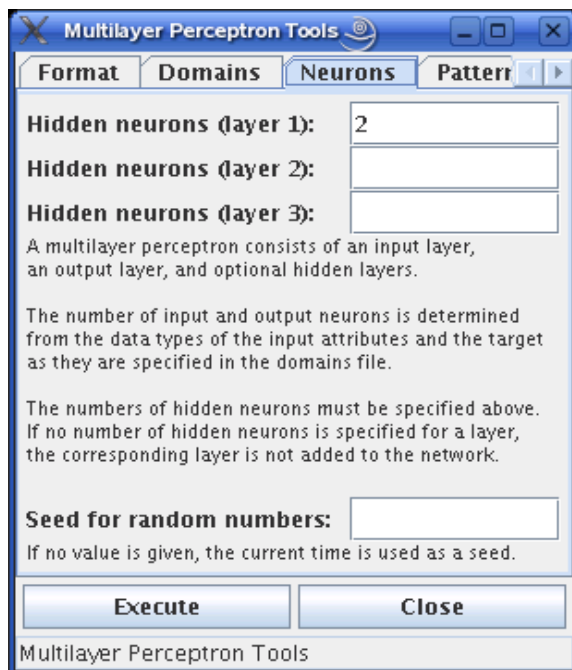 Multilayer Perceptron Tools
Format Domains Neurons Patterr
Hidden neurons (layer 1): 2
Hidden neurons (layer 2):
Hidden neurons (layer 3):
A multilayer perceptron consists of an input layer,
an output layer, and optional hidden layers.
The number of input and output neurons is determined
from the data types of the input attributes and the target
as they are specified in the domains file.
The numbers of hidden neurons must be specified above.
If no number of hidden neurons is specified for a layer,
the corresponding layer is not added to the network.
Seed for random numbers:
If no value is given, the current time is used as a seed.
Execute Close
Multilayer Perceptron Tools